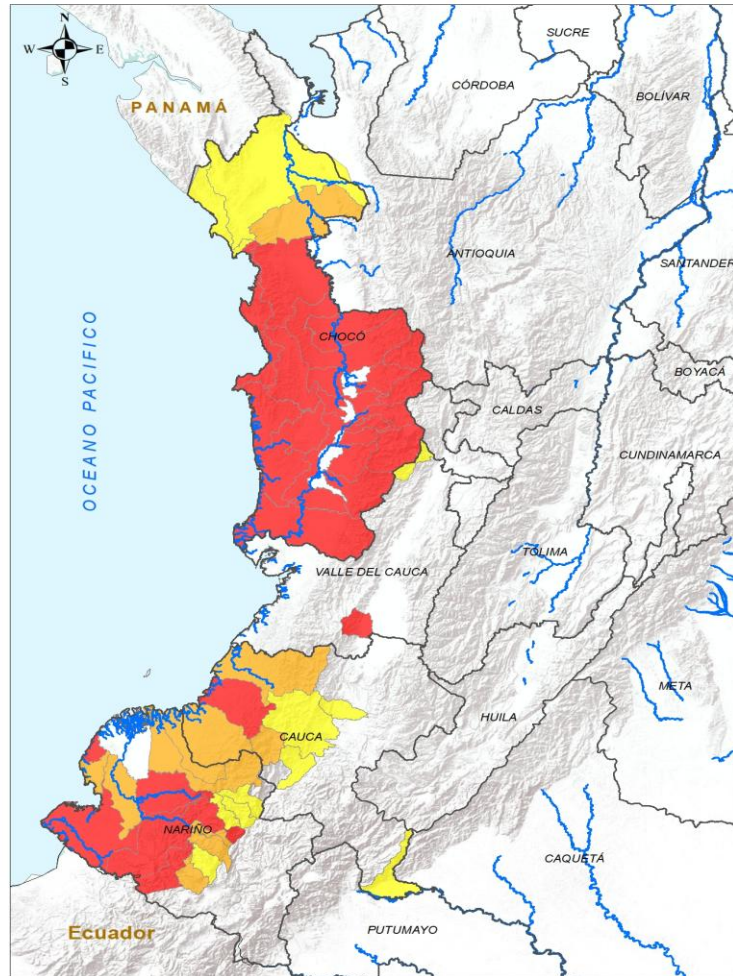 N
W E
S
SUCRE
CÓRDOBA
BOLÍVAR
PANAMÁ
ANTIOQUIA
SANTANDER
CHOCÓ
BOYACÁ
CALDAS
CUNDINAMARCA
OCEANO PACIFICO
TOLIMA
VALLE DEL CAUCA
META
HUILA
CAUCA
NARIÑO
CAQUETÁ
Ecuador
PUTUMAYO